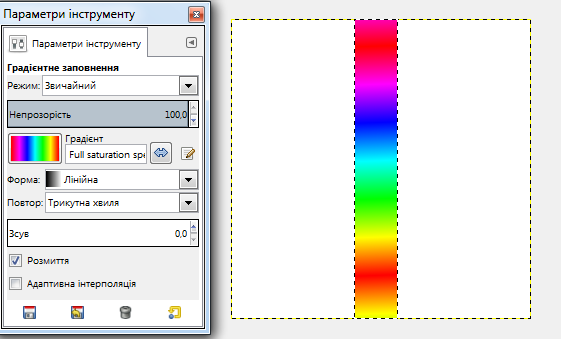 Параметри інструменту
Параметри інструменту
Градієнтне заповнення
Режим: Звичайний
Непрозорість 100,0
Градієнт
Full saturation spe
Форма: Лінійна
Повтор: Трикутна хвиля
Зсув 0,0
Розмиття
Адаптивна інтерполяція